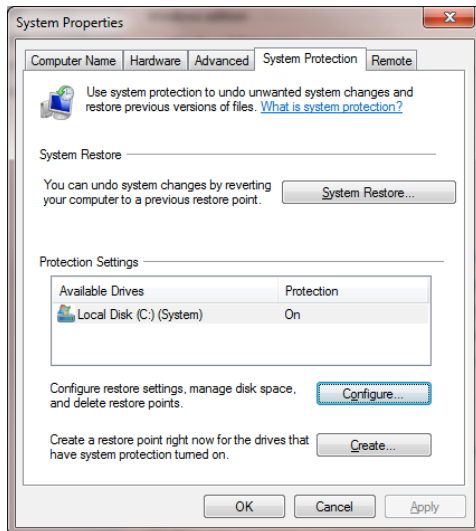 System Properties
Computer Name Hardware Advanced System Protection Remote
Use system protection to undo unwanted system changes and
restore previous versions of files. What is system protection?
System Restore
You can undo system changes by reverting
your computer to a previous restore point.
System Restore...
Protection Settings
Available Drives Protection
Local Disk (C:) (System) On
Configure restore settings, manage disk space,
and delete restore points.
Configure...
Create a restore point right now for the drives that
have system protection turned on.
Create...
OK Cancel Apply